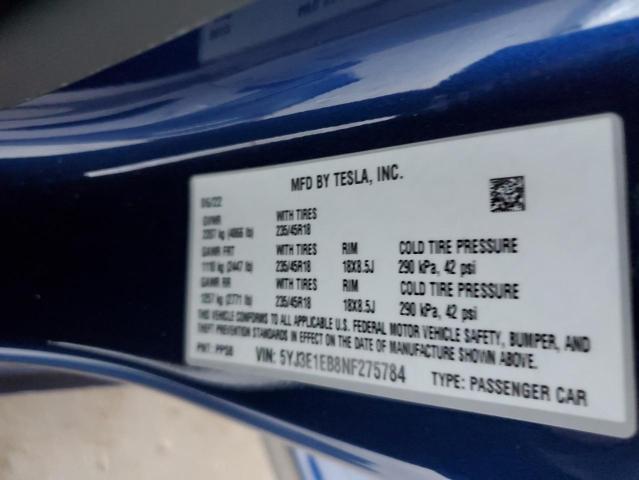 MFD BY TESLA, INC.
06/22
GVWR WITH TIRES
2207 kg (4866 lb) 235/45R18
GAWR FRT WITH TIRES RIM COLD TIRE PRESSURE
1110 kg (2447 lb) 235/45R18 18X8.5J 290 kPa, 42 psi
GAWR RR WITH TIRES RIM COLD TIRE PRESSURE
1257 kg (2771 lb) 235/45R18 18X8.5J 290 kPa, 42 psi
THIS VEHICLE CONFORMS TO ALL APPLICABLE U.S. FEDERAL MOTOR VEHICLE SAFETY, BUMPER, AND
THEFT PREVENTION STANDARDS IN EFFECT ON DATE OF MANUFACTURE SHOWN ABOVE.
PNT: PPSB VIN: 5YJ3E1EB8NF275784 TYPE: PASSENGER CAR